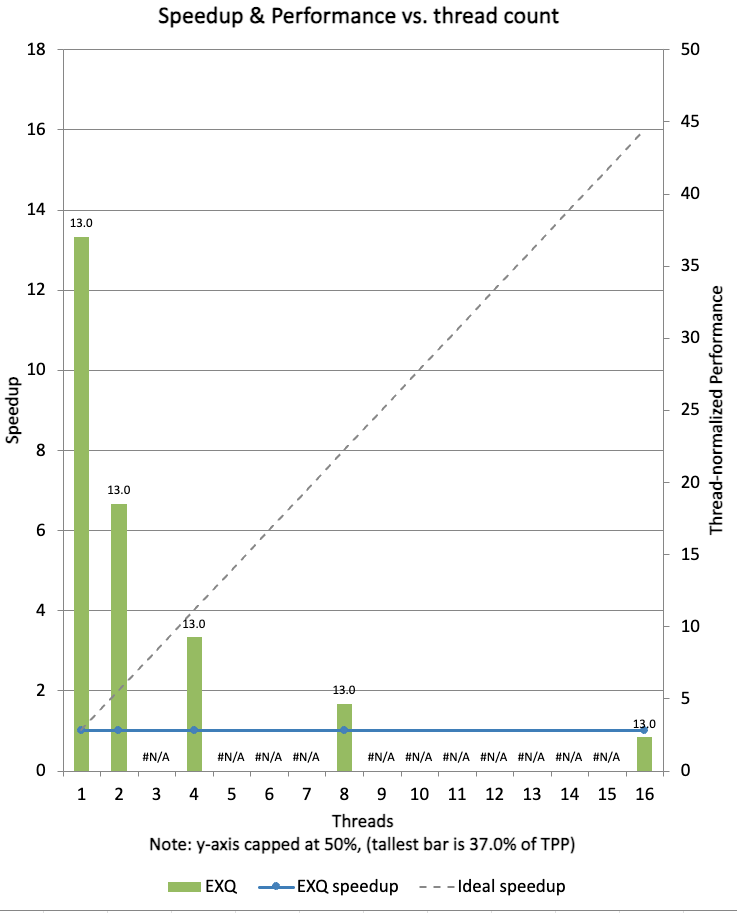 Speedup & Performance vs. thread count
18
16
14
12
10
8
6
4
2
0
Speedup
50
45
40
35
30
25
20
15
10
5
0
Thread-normalized Performance
13.0
13.0
#N/A
13.0
#N/A
#N/A
#N/A
13.0
#N/A
#N/A
#N/A
#N/A
#N/A
#N/A
#N/A
13.0
1 2 3 4 5 6 7 8 9 10 11 12 13 14 15 16
Threads
Note: y-axis capped at 50%, (tallest bar is 37.0% of TPP)
EXQ EXQ speedup Ideal speedup